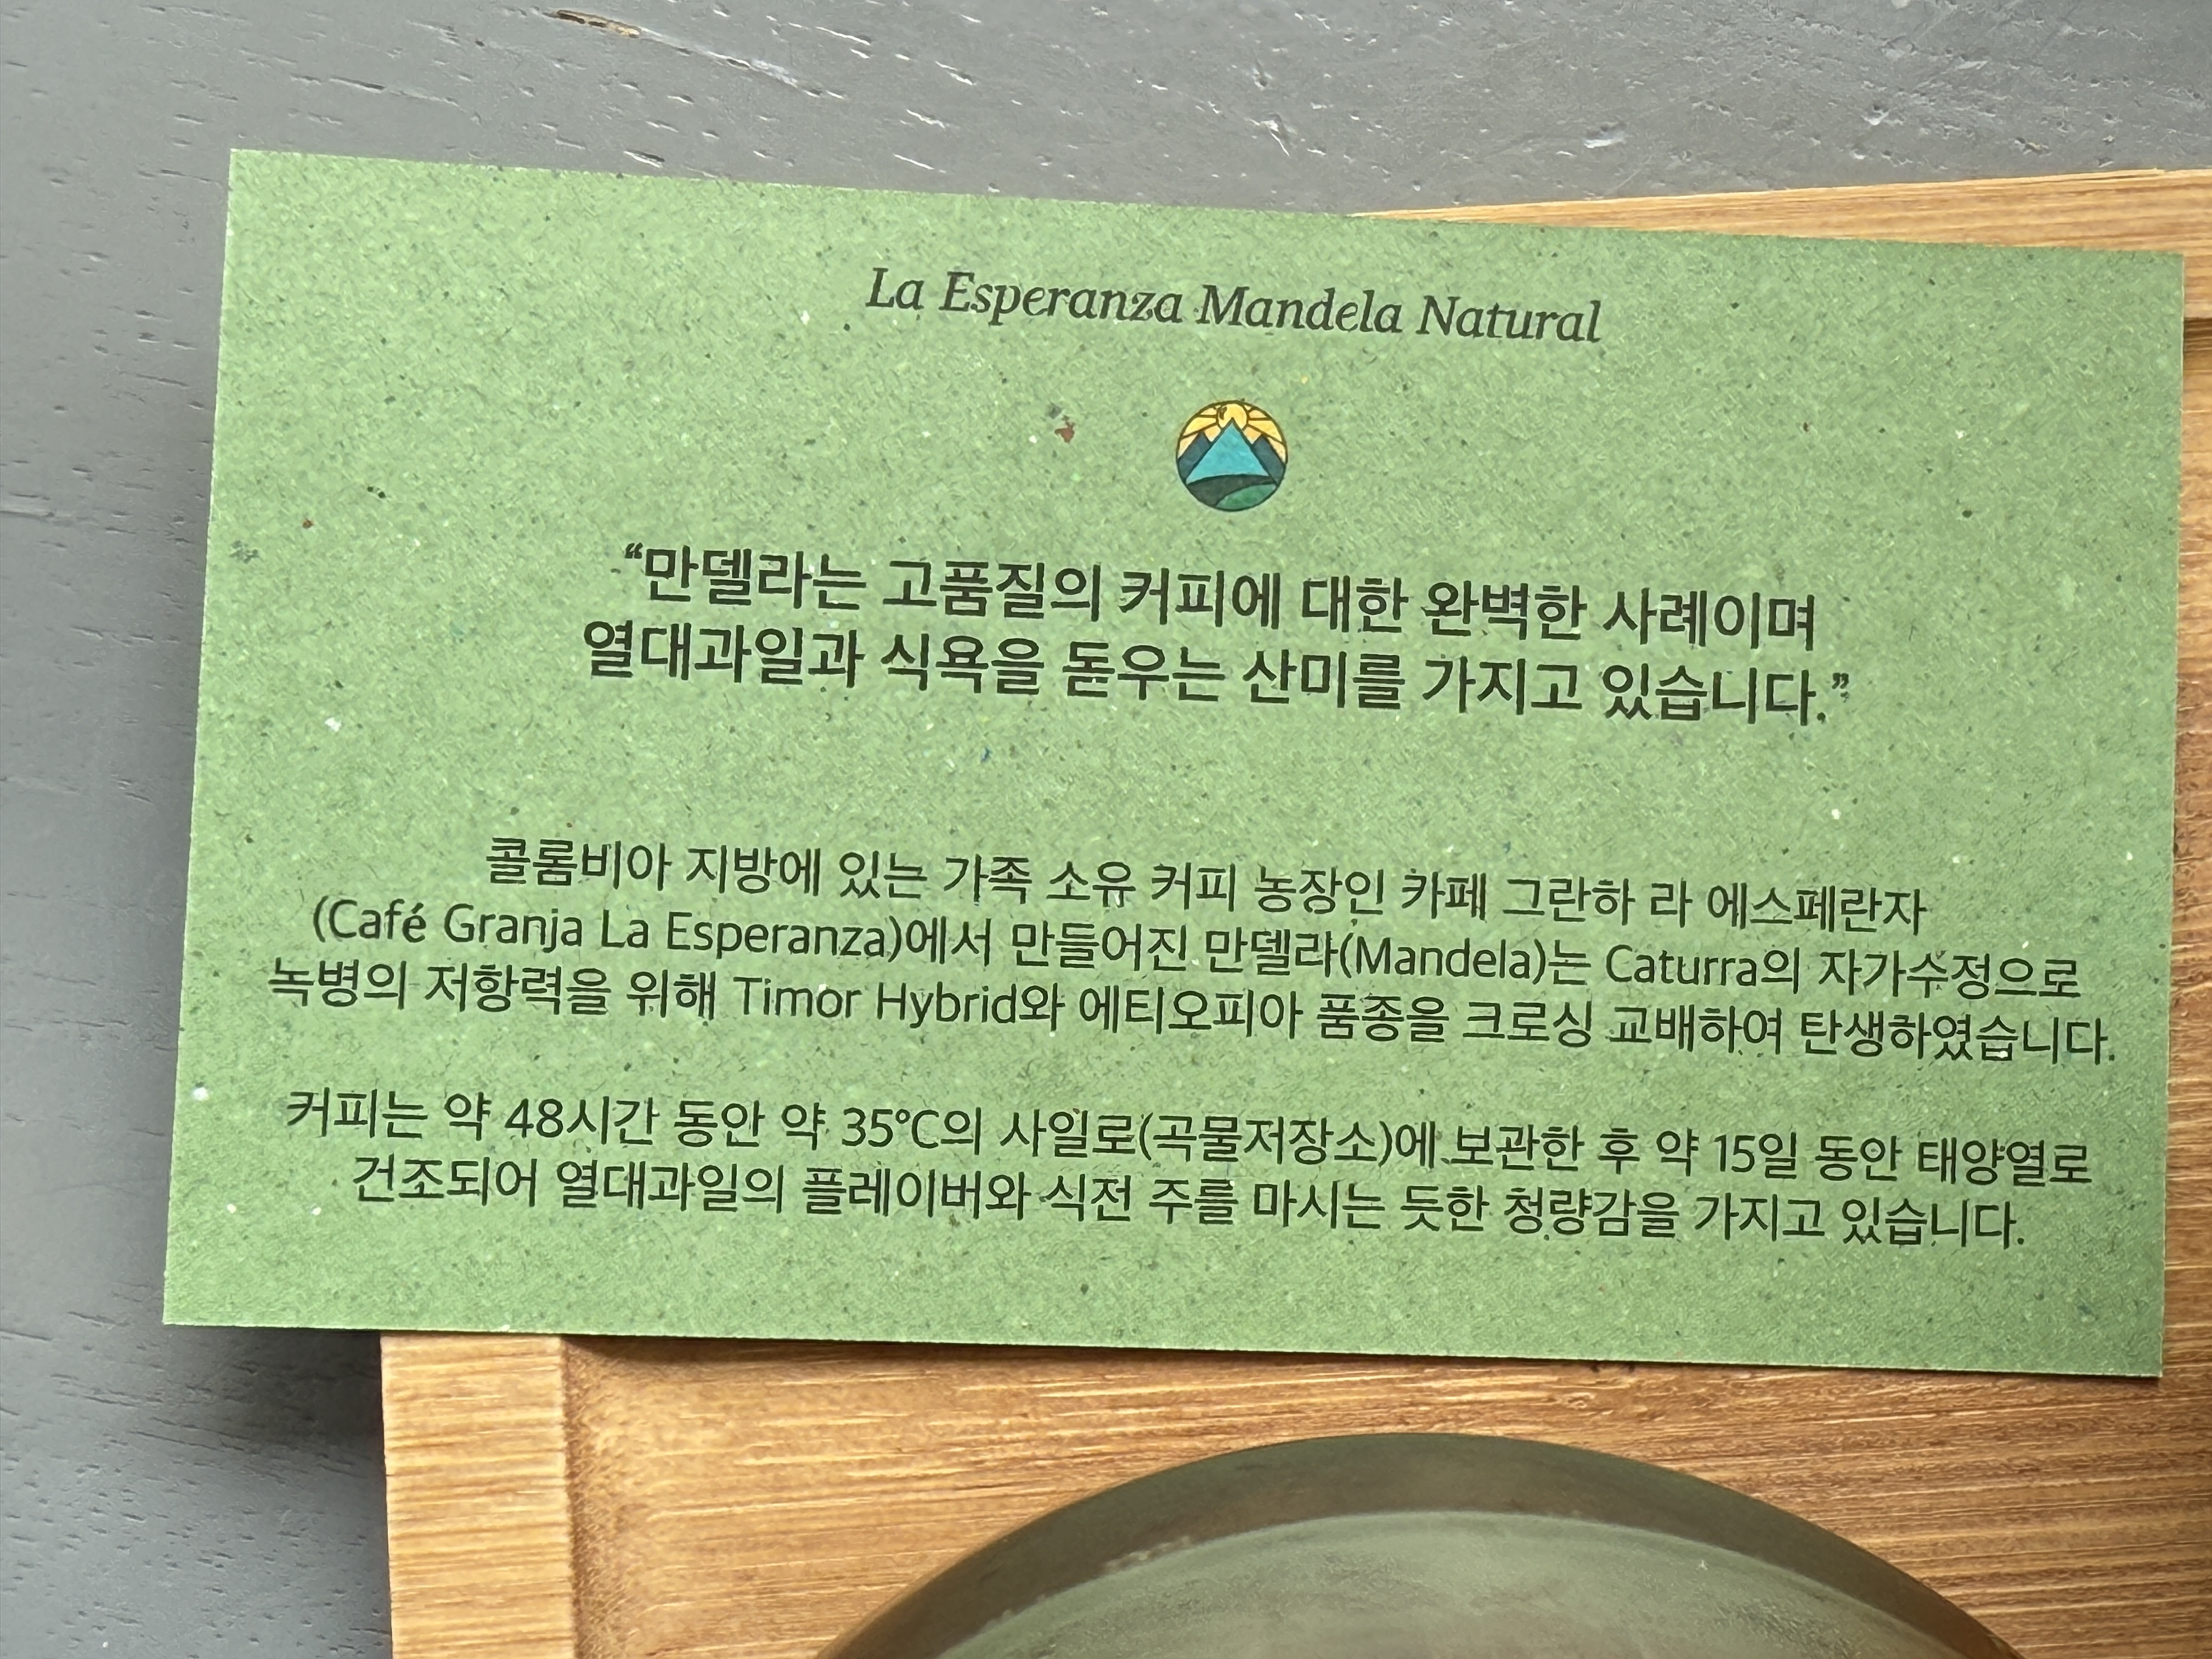 La Esperanza Mandela Natural
“만델라는 고품질의 커피에 대한 완벽한 사례이며
열대과일과 식욕을 돋우는 산미를 가지고 있습니다.”
콜롬비아 지방에 있는 가족 소유 커피 농장인 카페 그란하 라 에스페란자
(Café Granja La Esperanza)에서 만들어진 만델라(Mandela)는 Caturra의 자가수정으로
녹병의 저항력을 위해 Timor Hybrid와 에티오피아 품종을 크로싱 교배하여 탄생하였습니다.
커피는 약 48시간 동안 약 35°C의 사일로(곡물저장소)에 보관한 후 약 15일 동안 태양열로
건조되어 열대과일의 플레이버와 식전 주를 마시는 듯한 청량감을 가지고 있습니다.